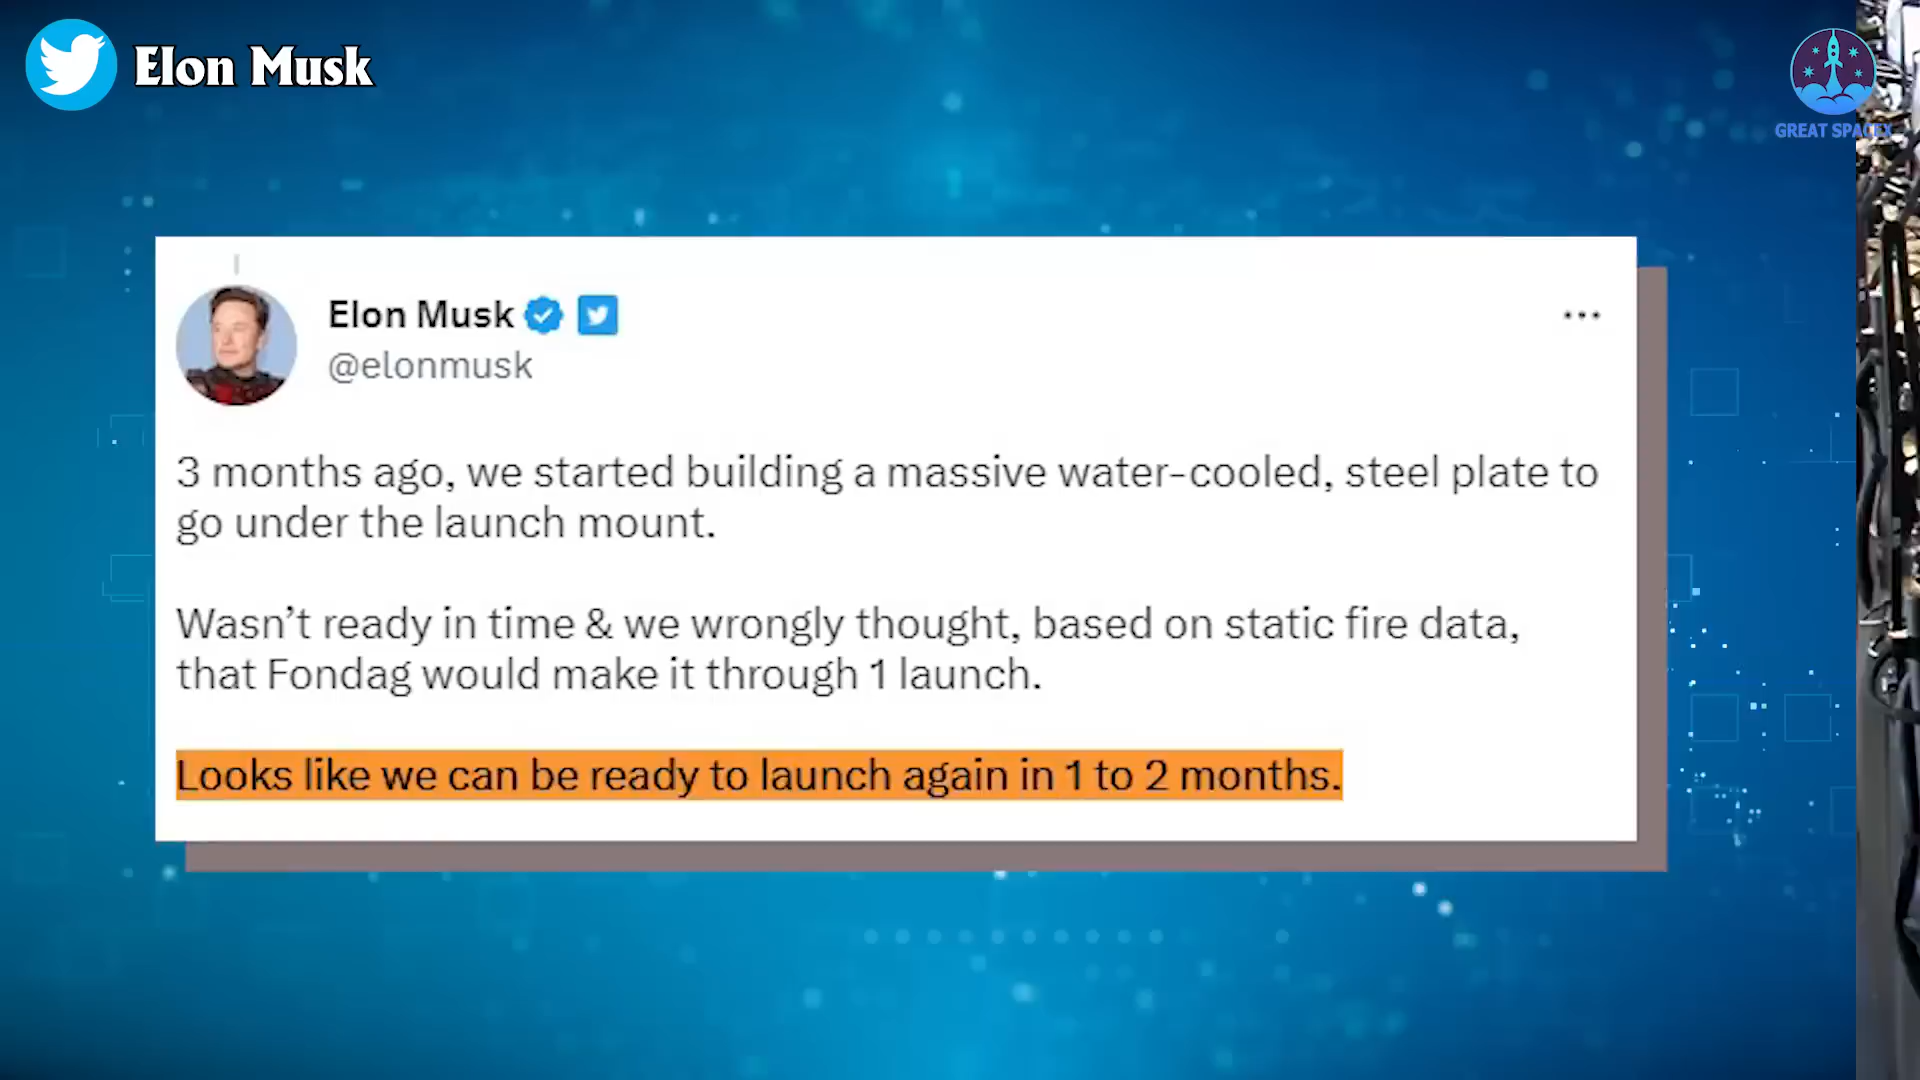 Elon Musk
GREAT SPACEX
Elon Musk
@elonmusk
3 months ago, we started building a massive water-cooled, steel plate to
go under the launch mount.
Wasn’t ready in time & we wrongly thought, based on static fire data,
that Fondag would make it through 1 launch.
Looks like we can be ready to launch again in 1 to 2 months.